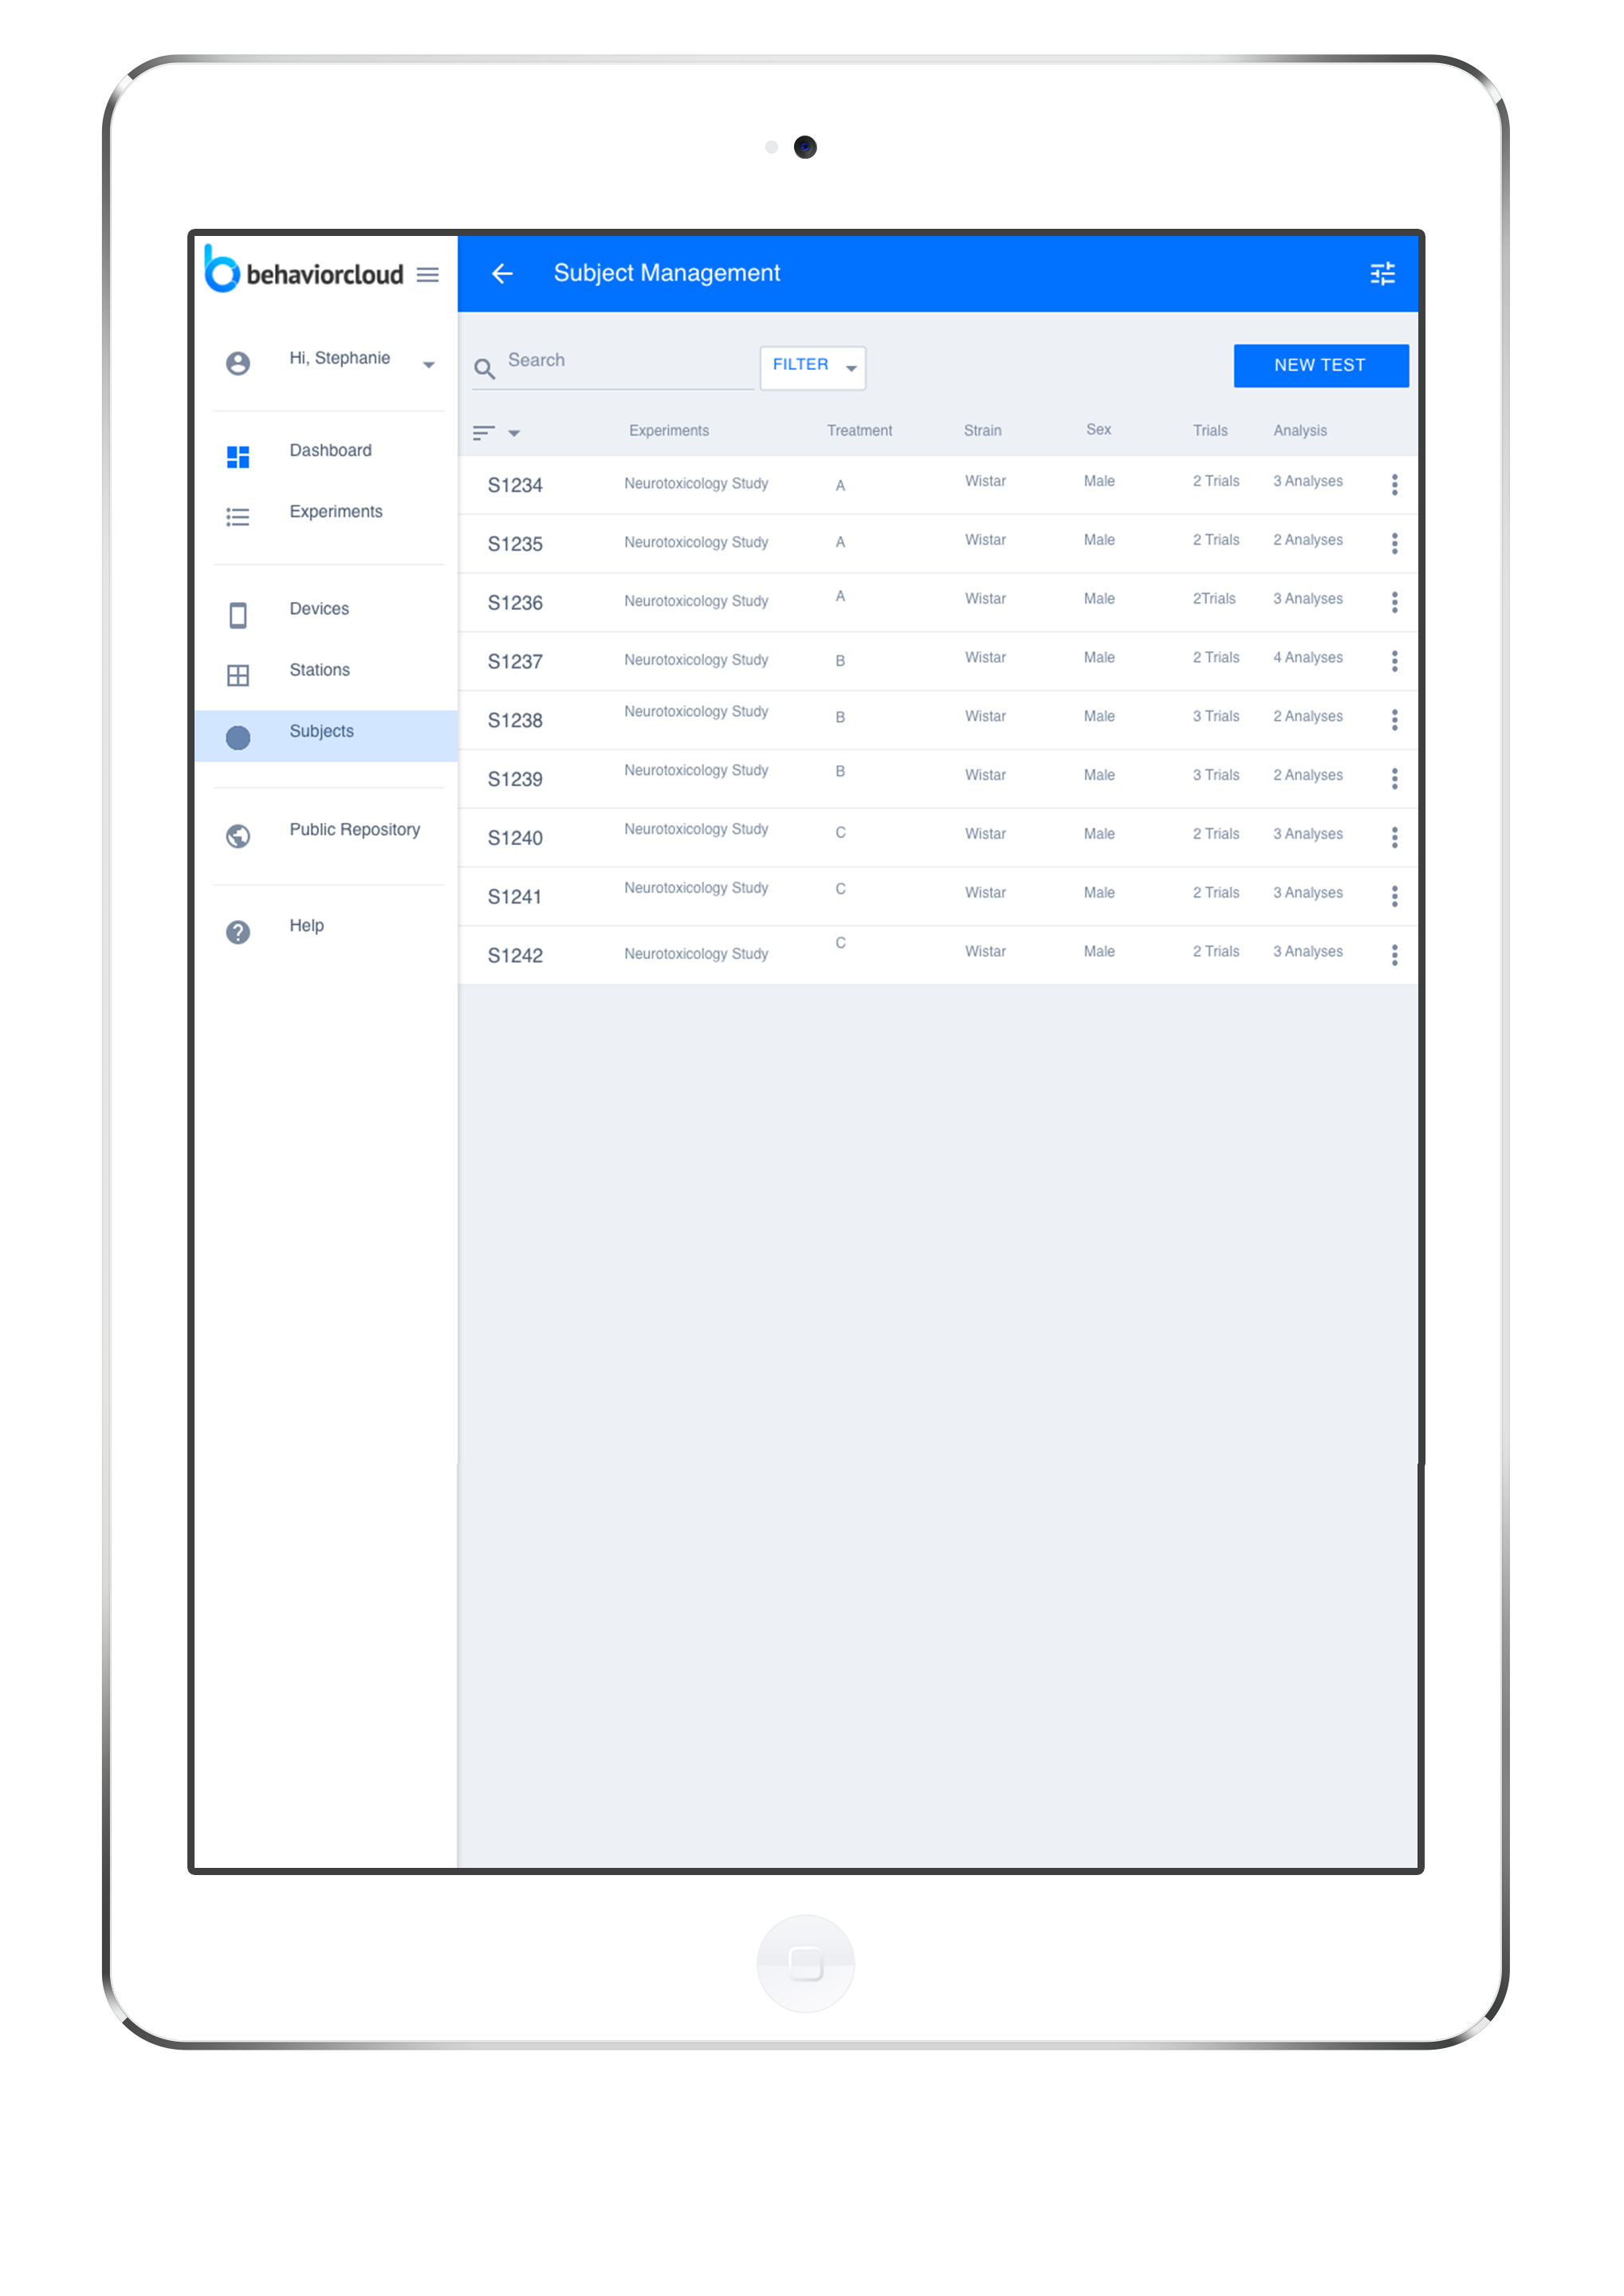 behaviorcloud
Subject Management
Hi, Stephanie
Search
FILTER
NEW TEST
Experiments Treatment Strain Sex Trials Analysis
Dashboard
Experiments
Devices
Stations
Subjects
Public Repository
Help
S1234 Neurotoxicology Study A Wistar Male 2 Trials 3 Analyses
S1235 Neurotoxicology Study A Wistar Male 2 Trials 2 Analyses
S1236 Neurotoxicology Study A Wistar Male 2Trials 3 Analyses
S1237 Neurotoxicology Study B Wistar Male 2 Trials 4 Analyses
S1238 Neurotoxicology Study B Wistar Male 3 Trials 2 Analyses
S1239 Neurotoxicology Study B Wistar Male 3 Trials 2 Analyses
S1240 Neurotoxicology Study C Wistar Male 2 Trials 3 Analyses
S1241 Neurotoxicology Study C Wistar Male 2 Trials 3 Analyses
S1242 Neurotoxicology Study C Wistar Male 2 Trials 3 Analyses